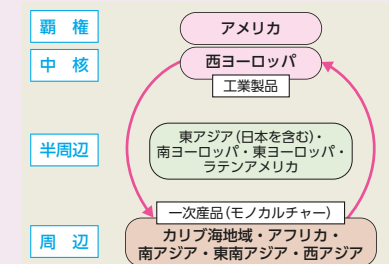 覇権
アメリカ
中核
西ヨーロッパ
工業製品
半周辺
東アジア(日本を含む)・
南ヨーロッパ・東ヨーロッパ・
ラテンアメリカ
一次産品(モノカルチャー)
周辺
カリブ海地域・アフリカ・
南アジア・東南アジア・西アジア